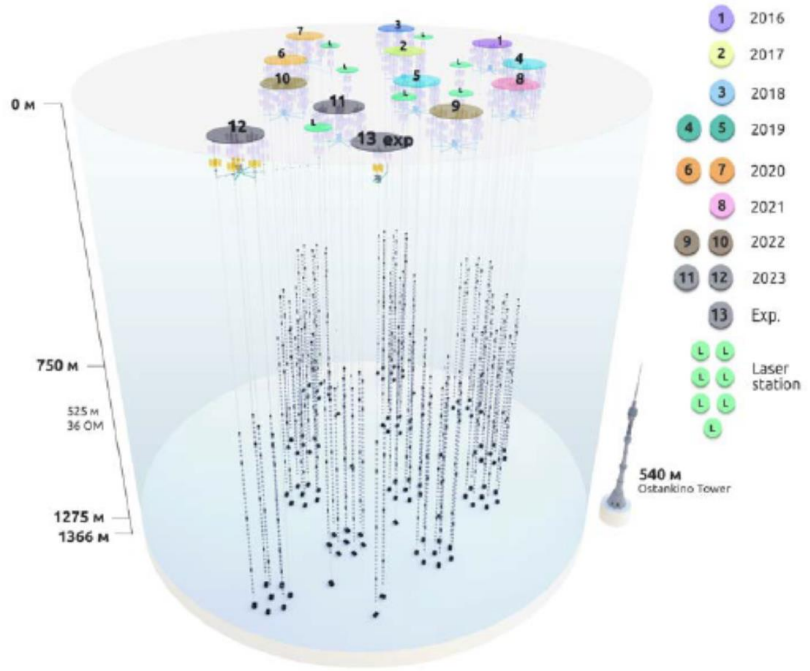 7
3
1
2
6
4
5
8
10
11
9
12
13 exp
L
L
L
L
L
L
L
0 м
750 м
525 м
36 ОМ
1275 м
1366 м
540 м
Ostankino Tower
1 2016
2 2017
3 2018
4 5 2019
6 7 2020
8 2021
9 10 2022
11 12 2023
13 Exp.
L L
L L
L L
L
Laser
station